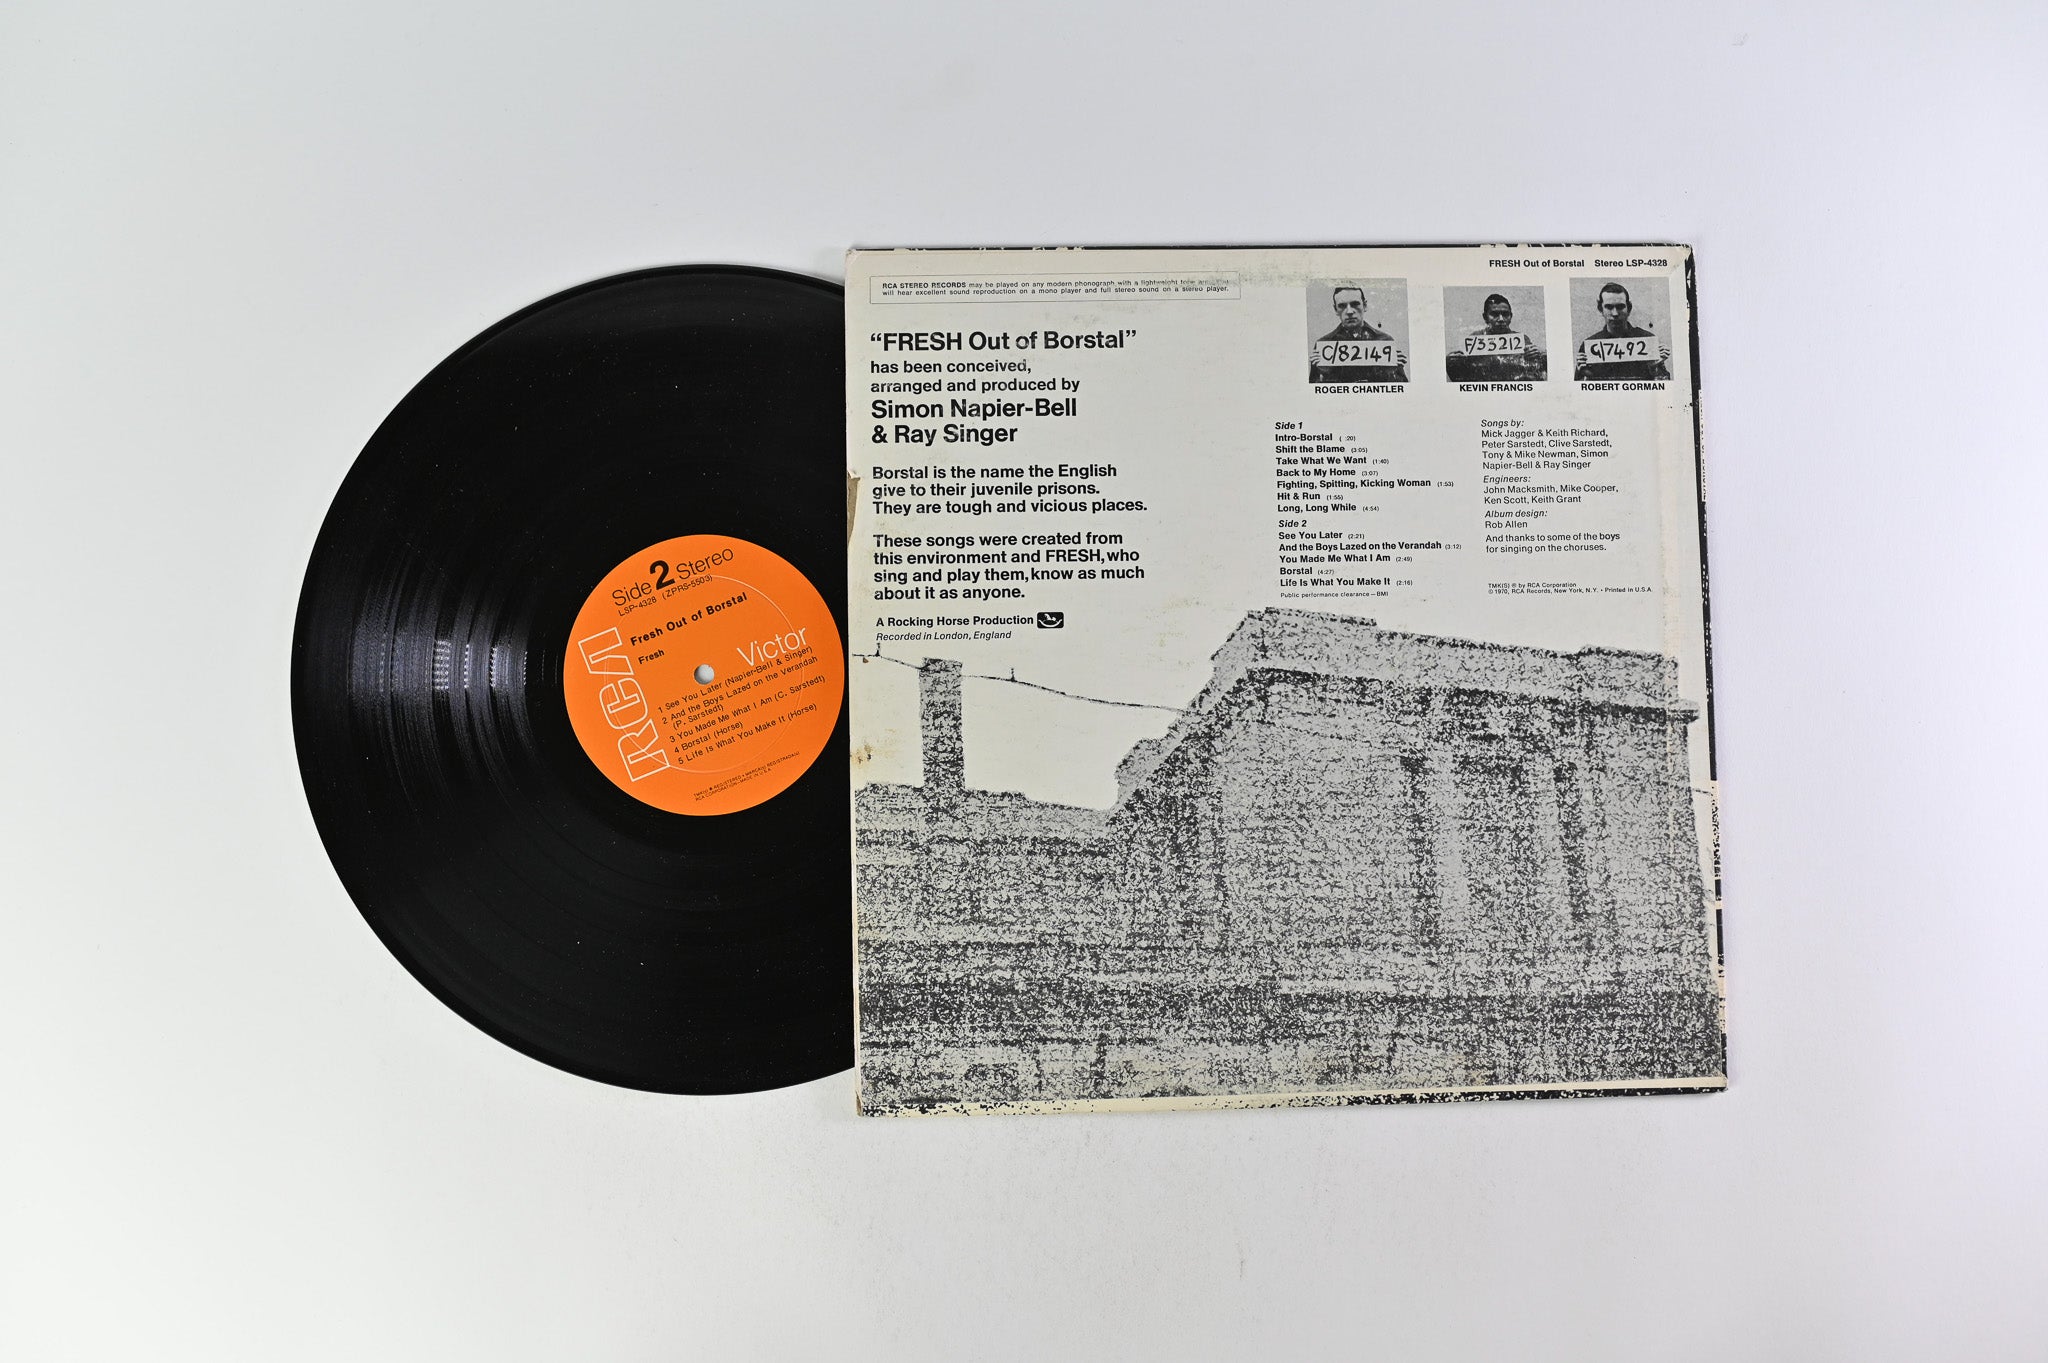 Side 2 Stereo
LSP-4328 (ZPRS-5503)
Fresh Out of Borstal
Fresh
RCA
Victor
1 See You Later (Napier-Bell & Singer)
2 And the Boys Lazed on the Verandah
(P. Sarstedt)
3 You Made Me What I Am (C. Sarstedt)
4 Borstal (Horse)
5 Life Is What You Make It (Horse)
TMK(s) ® REGISTERED • MARCA(s) REGISTRADA(s)
RCA CORPORATION—MADE IN U.S.A.
FRESH Out of Borstal Stereo LSP-4328
RCA STEREO RECORDS may be played on any modern phonograph with a lightweight tone arm. You
will hear excellent sound reproduction on a mono player and full stereo sound on a stereo player.
“FRESH Out of Borstal”
has been conceived,
arranged and produced by
Simon Napier-Bell
& Ray Singer
Borstal is the name the English
give to their juvenile prisons.
They are tough and vicious places.
These songs were created from
this environment and FRESH, who
sing and play them, know as much
about it as anyone.
A Rocking Horse Production
Recorded in London, England
C/82149
ROGER CHANTLER
F/33212
KEVIN FRANCIS
G/7492
ROBERT GORMAN
Side 1
Intro-Borstal ( :20)
Shift the Blame (3:05)
Take What We Want (1:40)
Back to My Home (3:07)
Fighting, Spitting, Kicking Woman (1:53)
Hit & Run (1:55)
Long, Long While (4:54)
Side 2
See You Later (2:21)
And the Boys Lazed on the Verandah (3:12)
You Made Me What I Am (2:49)
Borstal (4:27)
Life Is What You Make It (2:16)
Public performance clearance—BMI
Songs by:
Mick Jagger & Keith Richard,
Peter Sarstedt, Clive Sarstedt,
Tony & Mike Newman, Simon
Napier-Bell & Ray Singer
Engineers:
John Macksmith, Mike Cooper,
Ken Scott, Keith Grant
Album design:
Rob Allen
And thanks to some of the boys
for singing on the choruses.
TMK(S) ® by RCA Corporation
© 1970, RCA Records, New York, N.Y. • Printed in U.S.A.